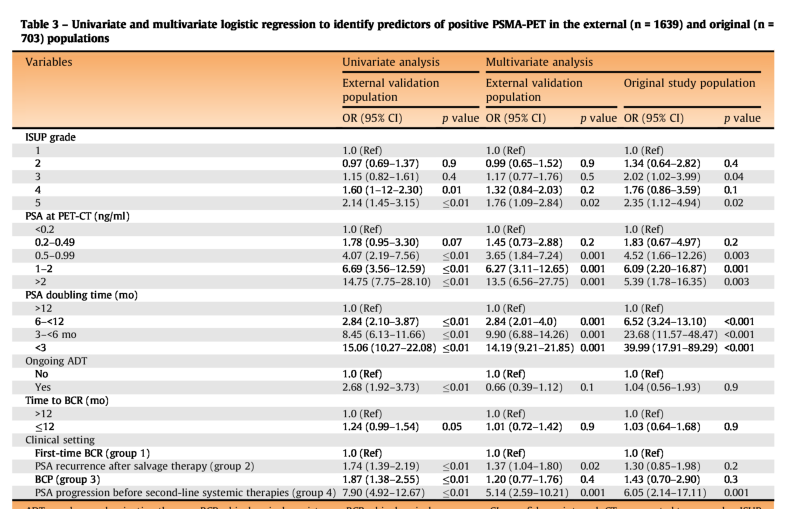 Table 3 – Univariate and multivariate logistic regression to identify predictors of positive PSMA-PET in the external (n = 1639) and original (n =
703) populations
Variables Univariate analysis Multivariate analysis
External validation population External validation population Original study population
OR (95% CI) p value OR (95% CI) p value OR (95% CI) p value
ISUP grade
1 1.0 (Ref) 1.0 (Ref) 1.0 (Ref)
2 0.97 (0.69–1.37) 0.9 0.99 (0.65–1.52) 0.9 1.34 (0.64–2.82) 0.4
3 1.15 (0.82–1.61) 0.4 1.17 (0.77–1.76) 0.5 2.02 (1.02–3.99) 0.04
4 1.60 (1–12–2.30) 0.01 1.32 (0.84–2.03) 0.2 1.76 (0.86–3.59) 0.1
5 2.14 (1.45–3.15) ≤0.01 1.76 (1.09–2.84) 0.02 2.35 (1.12–4.94) 0.02
PSA at PET-CT (ng/ml)
<0.2 1.0 (Ref) 1.0 (Ref) 1.0 (Ref)
0.2–0.49 1.78 (0.95–3.30) 0.07 1.45 (0.73–2.88) 0.2 1.83 (0.67–4.97) 0.2
0.5–0.99 4.07 (2.19–7.56) ≤0.01 3.65 (1.84–7.24) 0.001 4.52 (1.66–12.26) 0.003
1–2 6.69 (3.56–12.59) ≤0.01 6.27 (3.11–12.65) 0.001 6.09 (2.20–16.87) 0.001
>2 14.75 (7.75–28.10) ≤0.01 13.5 (6.56–27.75) 0.001 5.39 (1.78–16.35) 0.003
PSA doubling time (mo)
>12 1.0 (Ref) 1.0 (Ref) 1.0 (Ref)
6–<12 2.84 (2.10–3.87) ≤0.01 2.84 (2.01–4.0) 0.001 6.52 (3.24–13.10) <0.001
3–<6 mo 8.45 (6.13–11.66) ≤0.01 9.90 (6.88–14.26) 0.001 23.68 (11.57–48.47) <0.001
<3 15.06 (10.27–22.08) ≤0.01 14.19 (9.21–21.85) 0.001 39.99 (17.91–89.29) <0.001
Ongoing ADT
No 1.0 (Ref) 1.0 (Ref) 1.0 (Ref)
Yes 2.68 (1.92–3.73) ≤0.01 0.66 (0.39–1.12) 0.1 1.04 (0.56–1.93) 0.9
Time to BCR (mo)
>12 1.0 (Ref) 1.0 (Ref) 1.0 (Ref)
≤12 1.24 (0.99–1.54) 0.05 1.01 (0.72–1.42) 0.9 1.03 (0.64–1.68) 0.9
Clinical setting
First-time BCR (group 1) 1.0 (Ref) 1.0 (Ref) 1.0 (Ref)
PSA recurrence after salvage therapy (group 2) 1.74 (1.39–2.19) ≤0.01 1.37 (1.04–1.80) 0.02 1.30 (0.85–1.98) 0.2
BCP (group 3) 1.87 (1.38–2.55) ≤0.01 1.20 (0.77–1.76) 0.4 1.43 (0.70–2.90) 0.3
PSA progression before second-line systemic therapies (group 4) 7.90 (4.92–12.67) ≤0.01 5.14 (2.59–10.21) 0.001 6.05 (2.14–17.11) 0.001